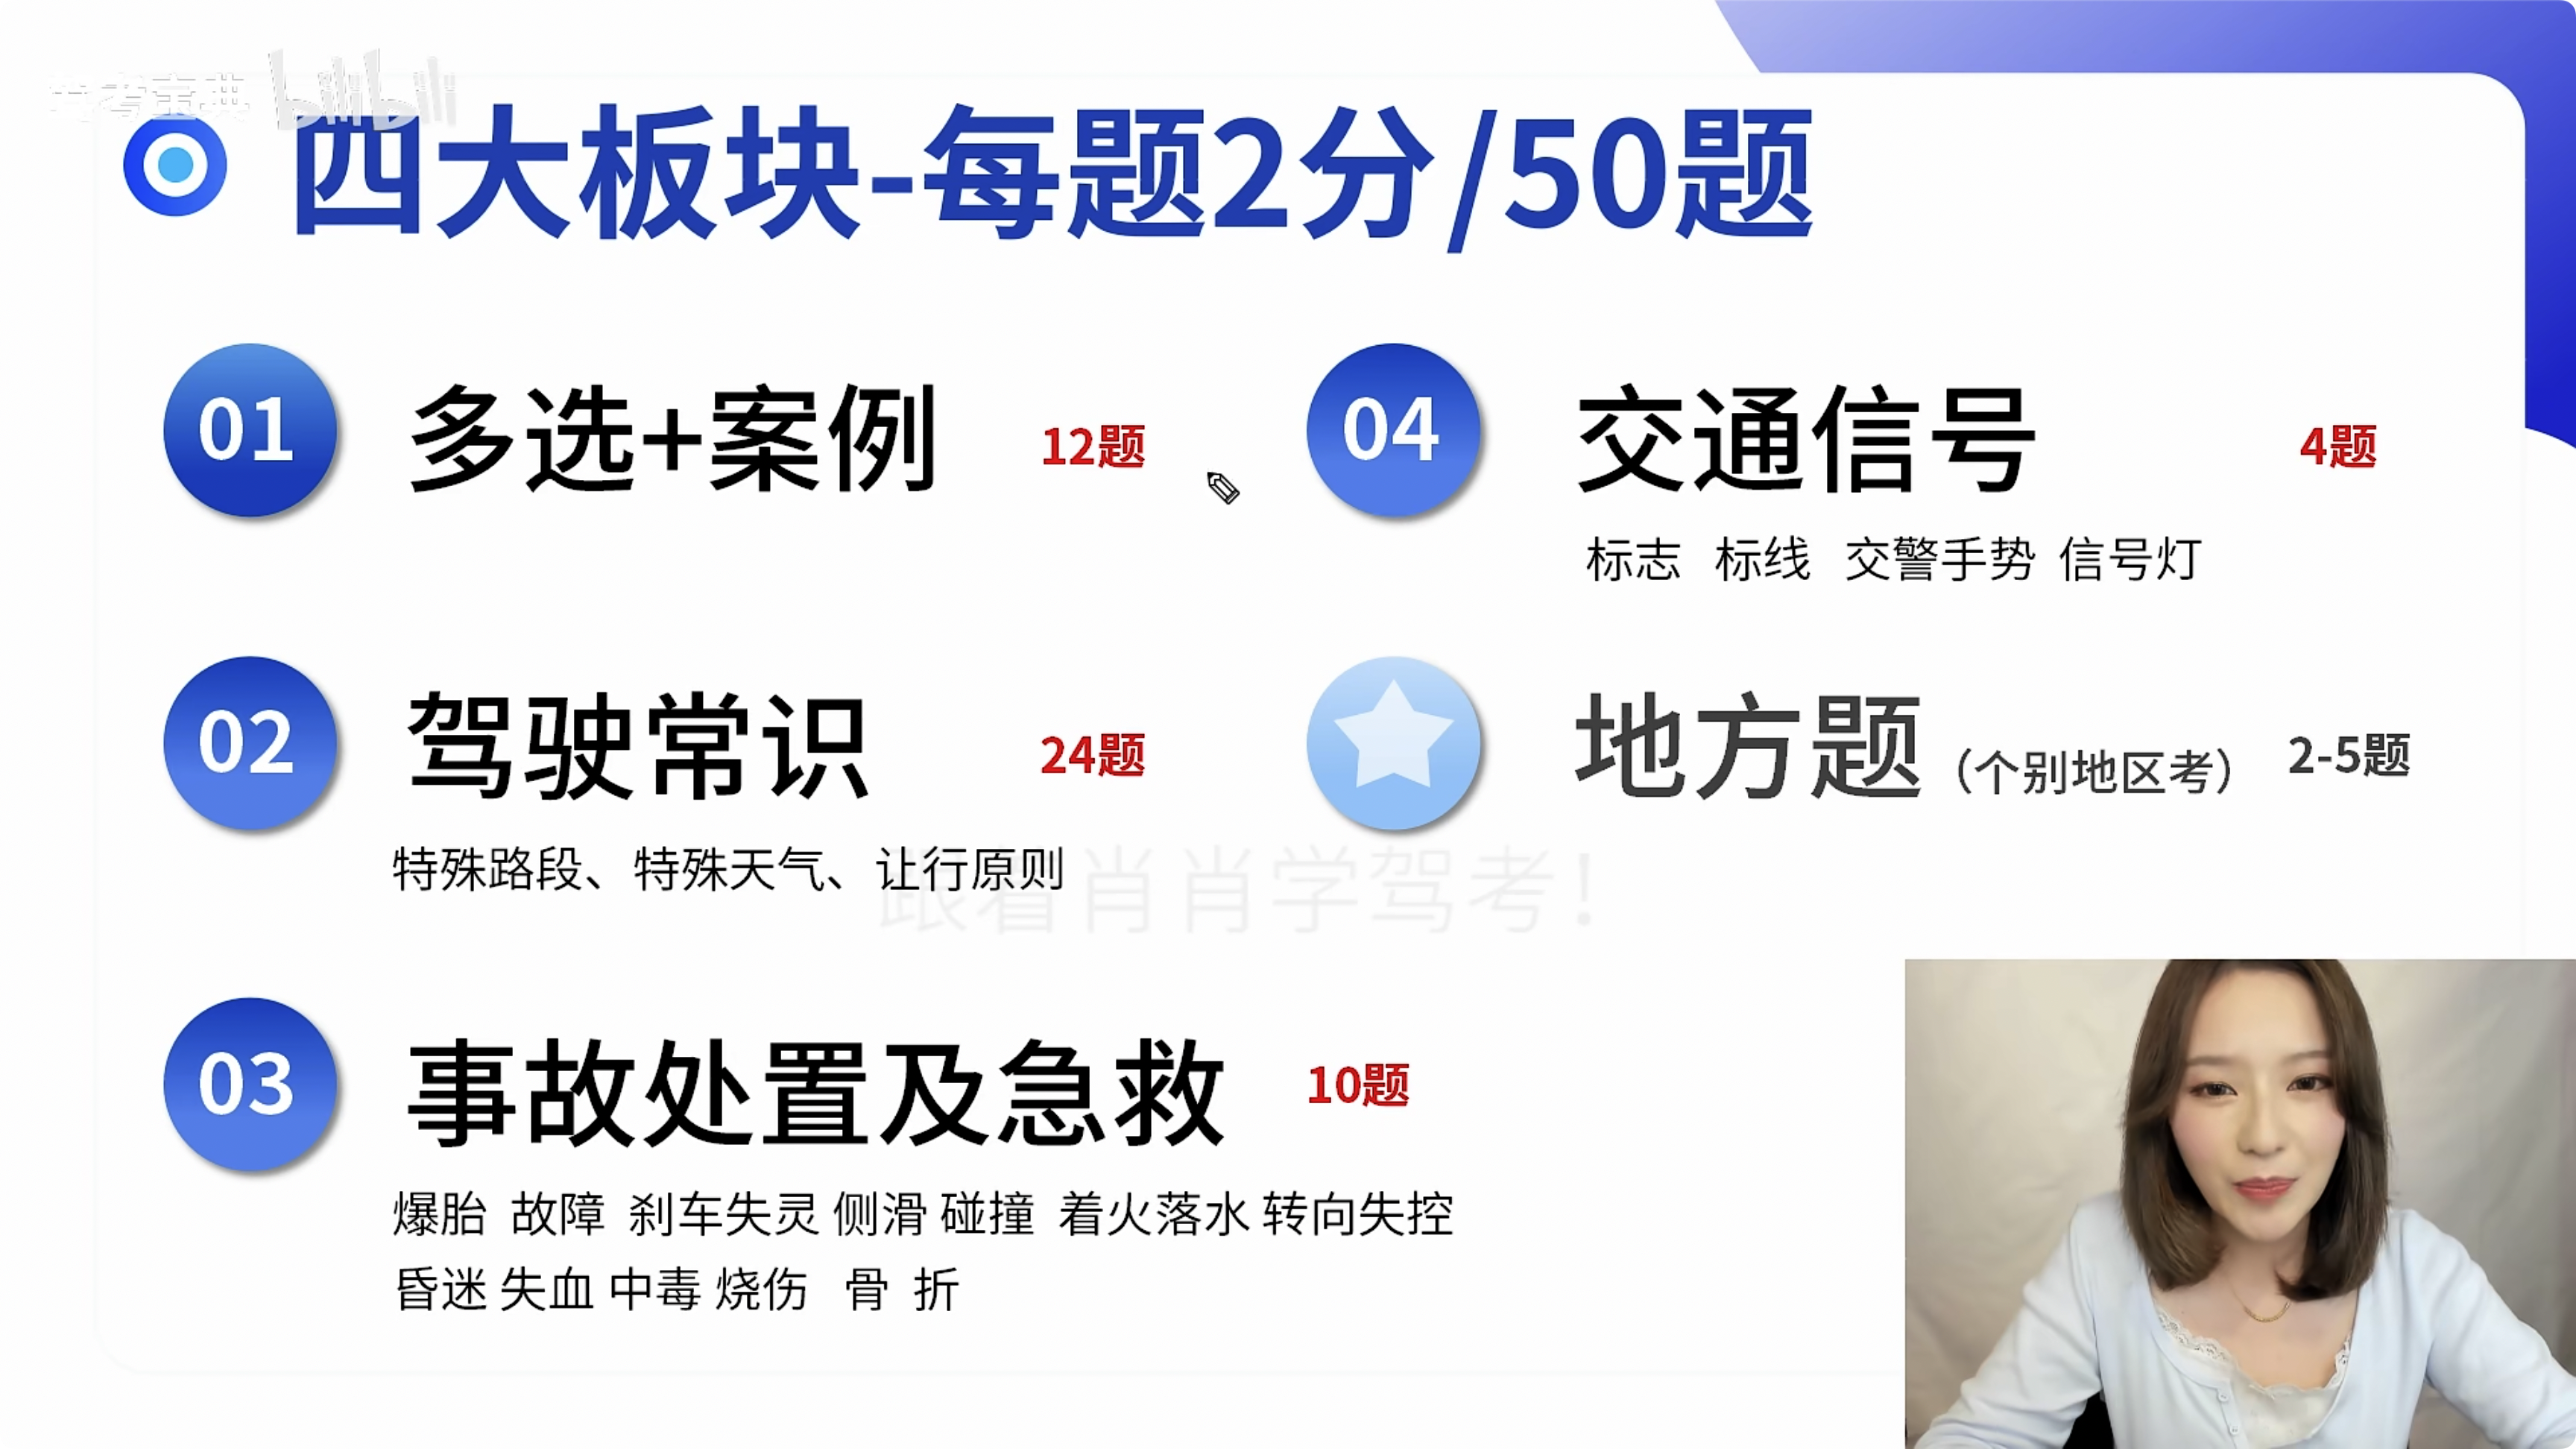 驾考宝典 bilibili
四大板块-每题2分/50题
01 多选+案例 12题
02 驾驶常识 24题
特殊路段、特殊天气、让行原则
03 事故处置及急救 10题
爆胎 故障 刹车失灵 侧滑 碰撞 着火落水 转向失控
昏迷 失血 中毒 烧伤 骨 折
04 交通信号 4题
标志 标线 交警手势 信号灯
地方题（个别地区考） 2-5题
跟着肖肖学驾考！